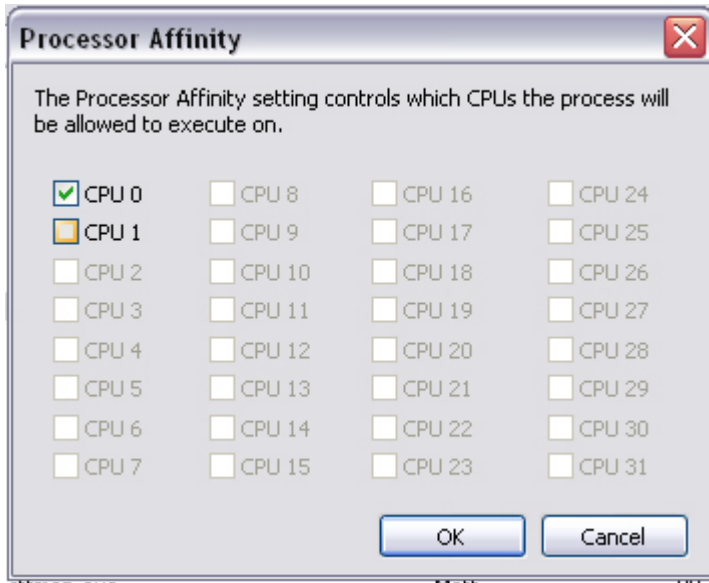 Processor Affinity
The Processor Affinity setting controls which CPUs the process will
be allowed to execute on.
CPU 0 CPU 8 CPU 16 CPU 24
CPU 1 CPU 9 CPU 17 CPU 25
CPU 2 CPU 10 CPU 18 CPU 26
CPU 3 CPU 11 CPU 19 CPU 27
CPU 4 CPU 12 CPU 20 CPU 28
CPU 5 CPU 13 CPU 21 CPU 29
CPU 6 CPU 14 CPU 22 CPU 30
CPU 7 CPU 15 CPU 23 CPU 31
OK Cancel